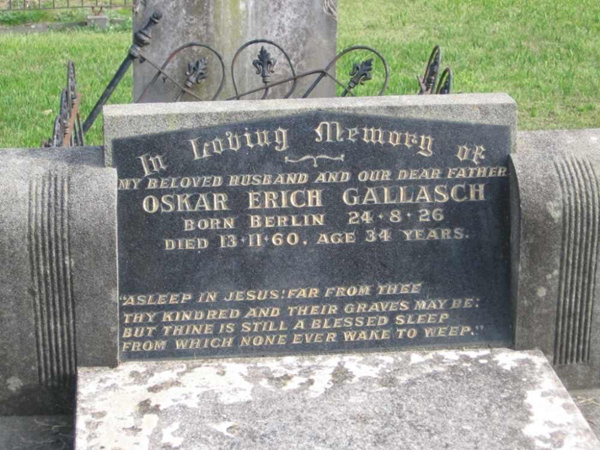 In Loving Memory of
MY BELOVED HUSBAND AND OUR DEAR FATHER
OSKAR ERICH GALLASCH
BORN BERLIN 24·8·26
DIED 13·11·60. AGE 34 YEARS.
"ASLEEP IN JESUS! FAR FROM THEE
THY KINDRED AND THEIR GRAVES MAY BE:
BUT THINE IS STILL A BLESSED SLEEP
FROM WHICH NONE EVER WAKE TO WEEP."